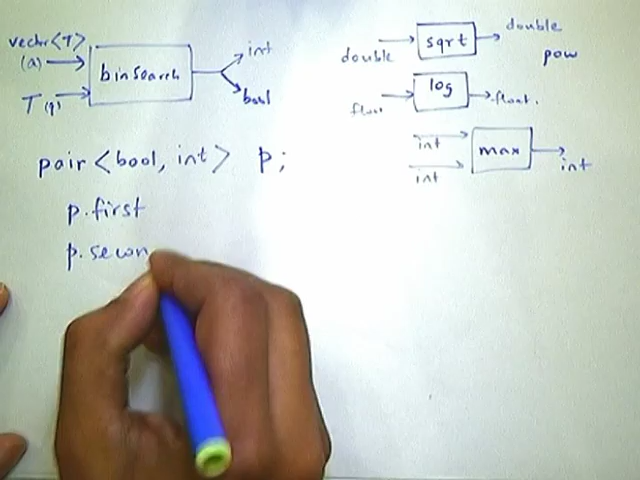 vector<T>
(a)
T (q)
binsearch
int
bool
pair <bool, int> p;
p.first
p.secon
double
sqrt
double
pow
float
log
float.
int
int
max
int